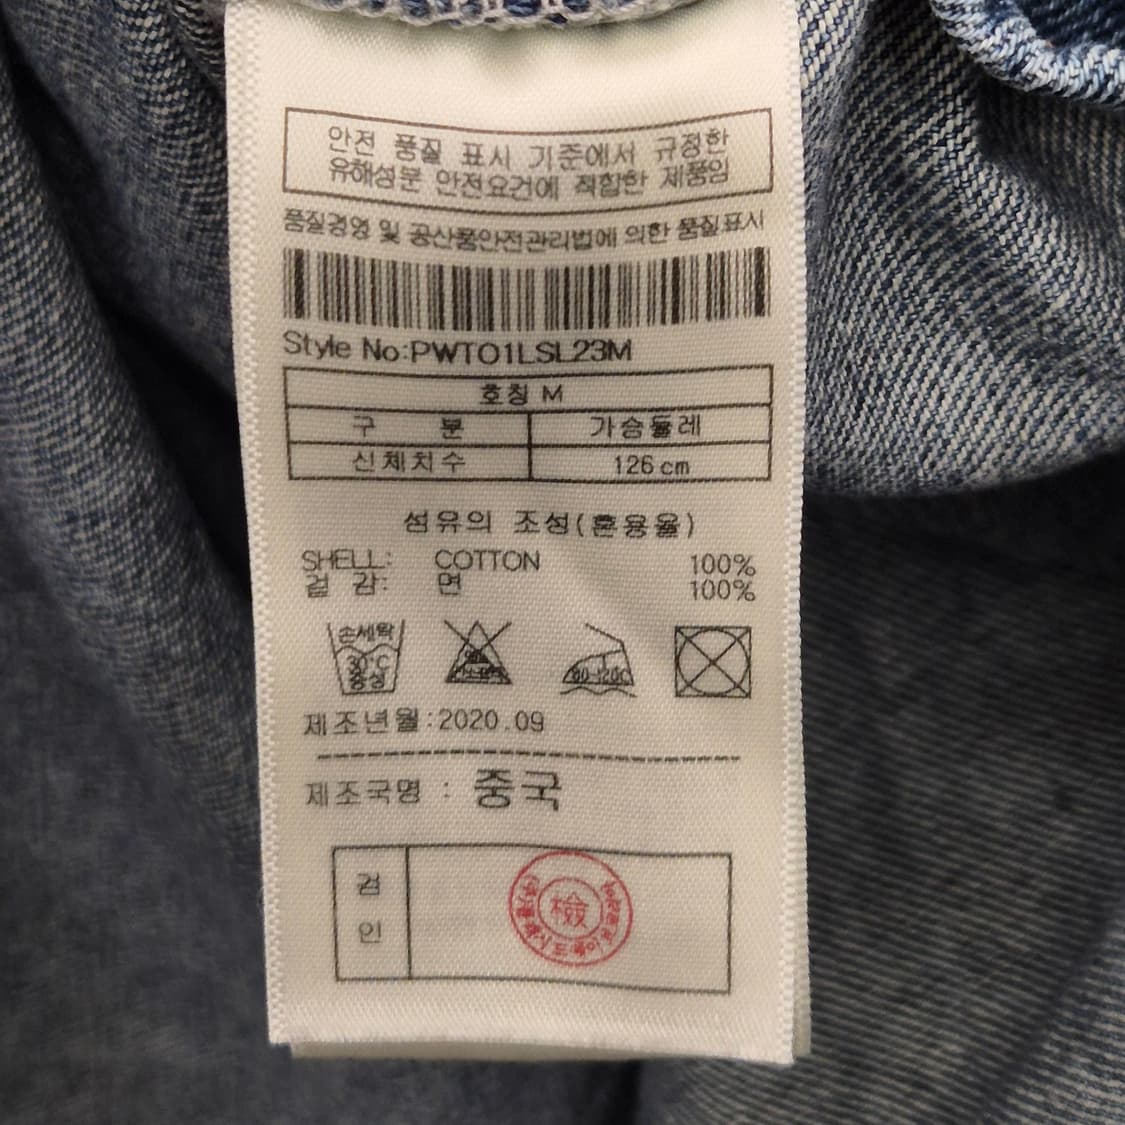 안전 품질 표시 기준에서 규정한
유해성분 안전요건에 적합한 제품임
품질경영 및 공산품안전관리법에 의한 품질표시
Style No:PWTO1LSL23M
호칭 M
구 분 가슴둘레
신체치수 126cm
섬유의 조성(혼용율)
SHELL: COTTON 100%
겉 감: 면 100%
손세탁
30°C
중성
80-120C
제조년월:2020.09
제조국명 : 중국
검
인
檢